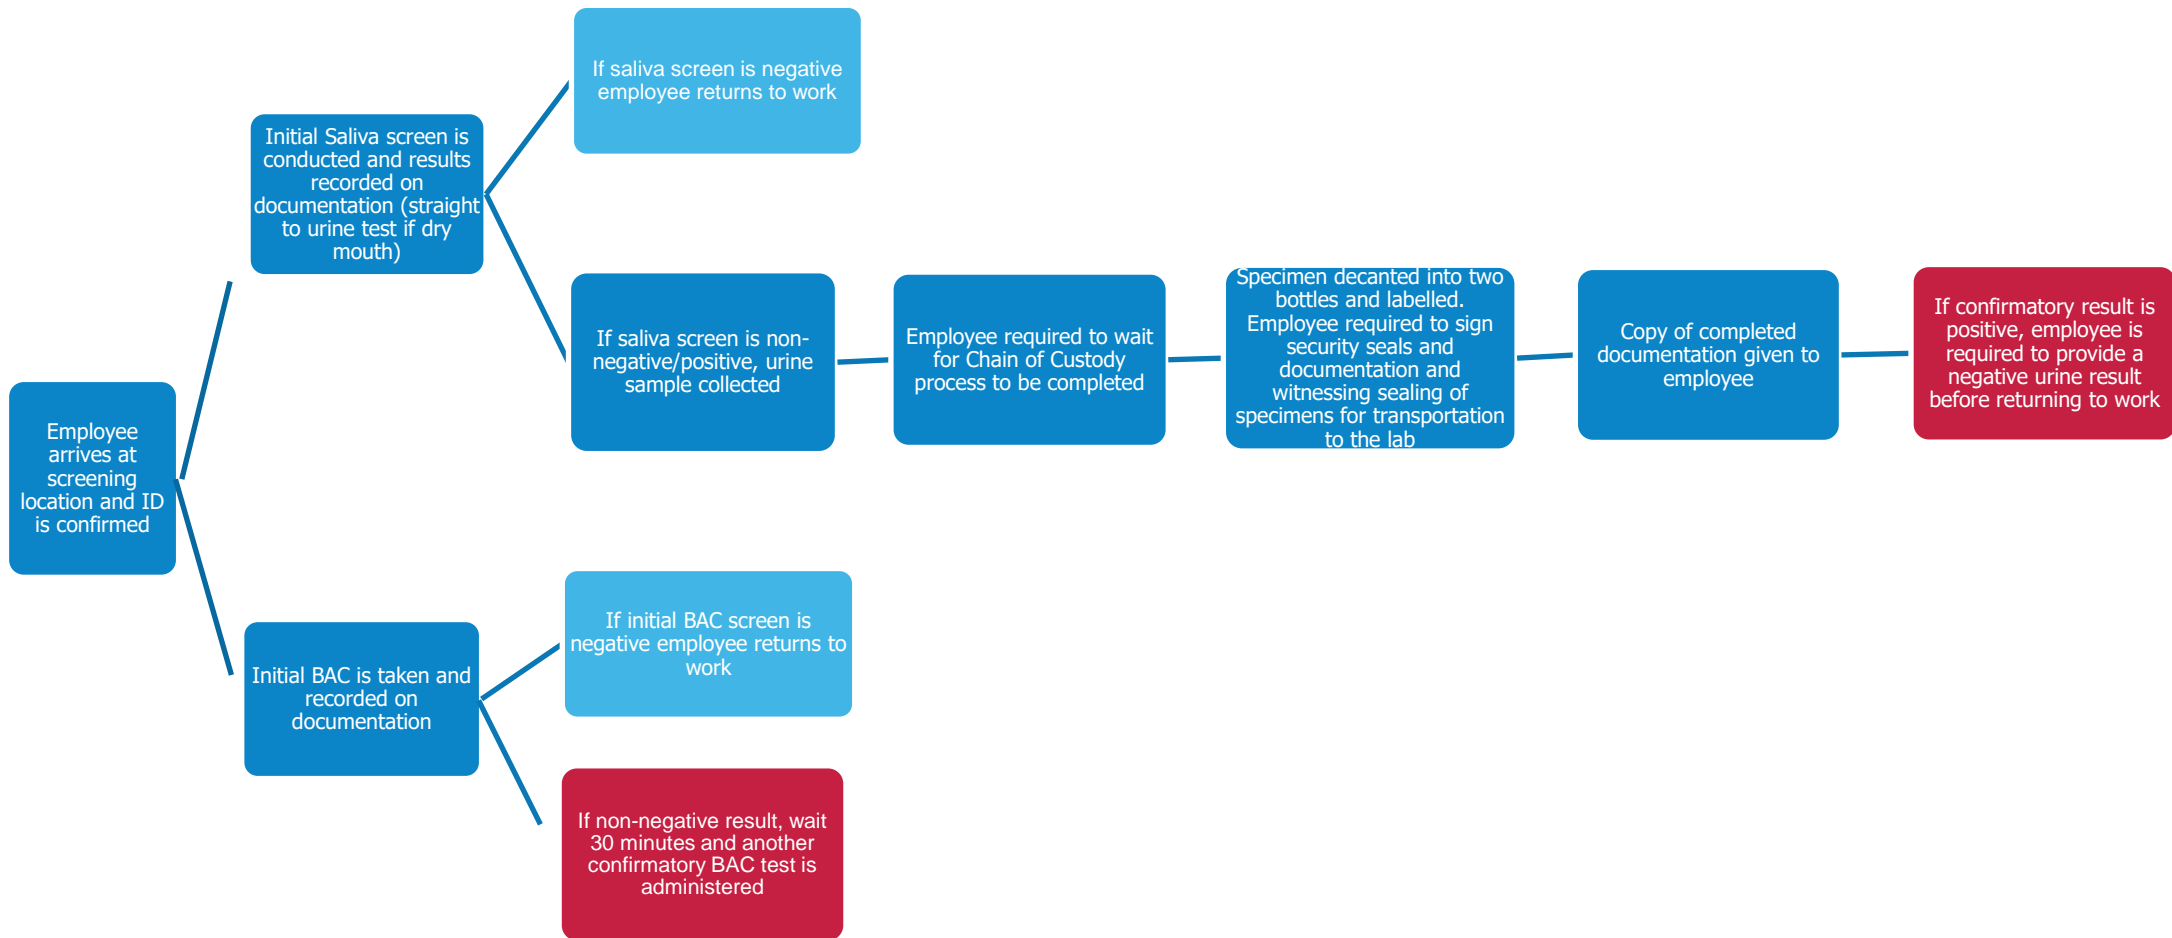 Employee
arrives at
screening
location and ID
is confirmed
Initial Saliva screen is
conducted and results
recorded on
documentation (straight
to urine test if dry
mouth)
If saliva screen is negative
employee returns to work
If saliva screen is non-
negative/positive, urine
sample collected
Employee required to wait
for Chain of Custody
process to be completed
Specimen decanted into two
bottles and labelled.
Employee required to sign
security seals and
documentation and
witnessing sealing of
specimens for transportation
to the lab
Copy of completed
documentation given to
employee
If confirmatory result is
positive, employee is
required to provide a
negative urine result
before returning to work
Initial BAC is taken and
recorded on
documentation
If initial BAC screen is
negative employee returns to
work
If non-negative result, wait
30 minutes and another
confirmatory BAC test is
administered